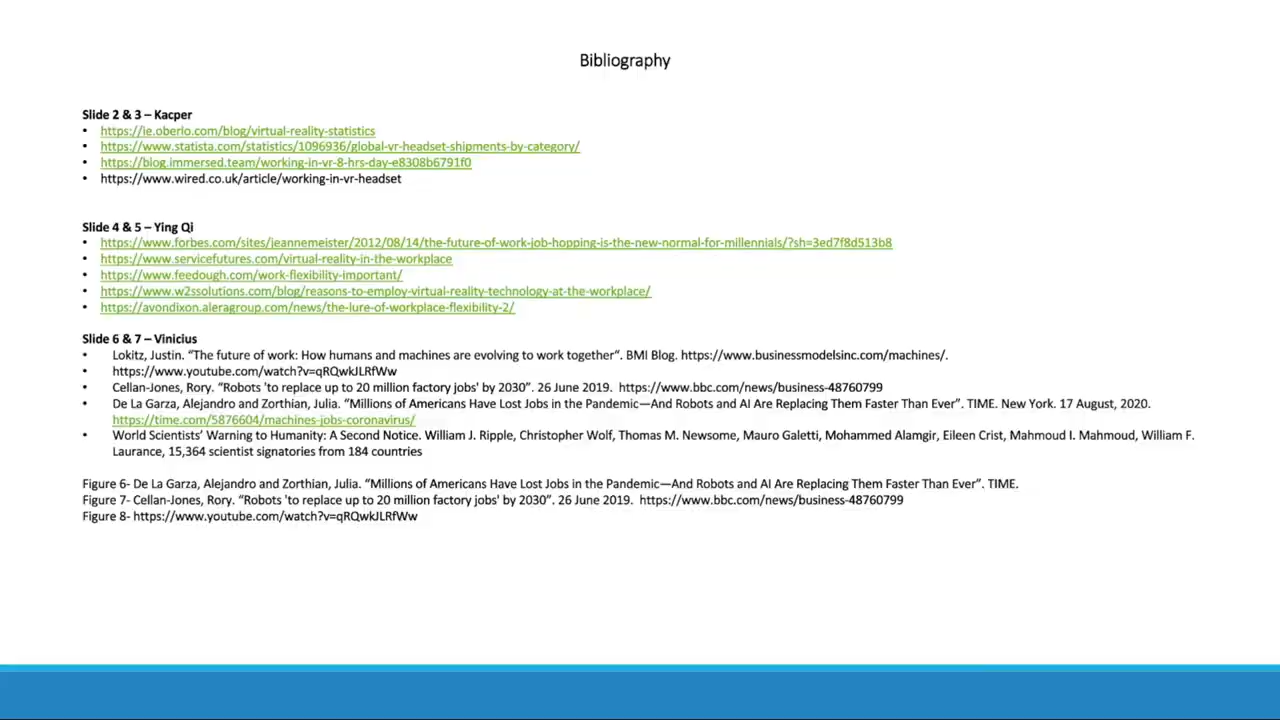 Bibliography
Slide 2 & 3 – Kacper
• https://ie.oberlo.com/blog/virtual-reality-statistics
• https://www.statista.com/statistics/1096936/global-vr-headset-shipments-by-category/
• https://blog.immersed.team/working-in-vr-8-hrs-day-e8308b6791f0
• https://www.wired.co.uk/article/working-in-vr-headset
Slide 4 & 5 – Ying Qi
• https://www.forbes.com/sites/jeannemeister/2012/08/14/the-future-of-work-job-hopping-is-the-new-normal-for-millennials/?sh=3ed7f8d513b8
• https://www.servicefutures.com/virtual-reality-in-the-workplace
• https://www.feedough.com/work-flexibility-important/
• https://www.w2ssolutions.com/blog/reasons-to-employ-virtual-reality-technology-at-the-workplace/
• https://avondixon.aleragroup.com/news/the-lure-of-workplace-flexibility-2/
Slide 6 & 7 – Vinicius
• Lokitz, Justin. “The future of work: How humans and machines are evolving to work together”. BMI Blog. https://www.businessmodelsinc.com/machines/.
• https://www.youtube.com/watch?v=qRQwkJLRfWw
• Cellan-Jones, Rory. “Robots 'to replace up to 20 million factory jobs' by 2030”. 26 June 2019.  https://www.bbc.com/news/business-48760799
• De La Garza, Alejandro and Zorthian, Julia. “Millions of Americans Have Lost Jobs in the Pandemic—And Robots and AI Are Replacing Them Faster Than Ever”. TIME. New York. 17 August, 2020.
https://time.com/5876604/machines-jobs-coronavirus/
• World Scientists’ Warning to Humanity: A Second Notice. William J. Ripple, Christopher Wolf, Thomas M. Newsome, Mauro Galetti, Mohammed Alamgir, Eileen Crist, Mahmoud I. Mahmoud, William F.
Laurance, 15,364 scientist signatories from 184 countries
Figure 6- De La Garza, Alejandro and Zorthian, Julia. “Millions of Americans Have Lost Jobs in the Pandemic—And Robots and AI Are Replacing Them Faster Than Ever”. TIME.
Figure 7- Cellan-Jones, Rory. “Robots 'to replace up to 20 million factory jobs' by 2030”. 26 June 2019.  https://www.bbc.com/news/business-48760799
Figure 8- https://www.youtube.com/watch?v=qRQwkJLRfWw